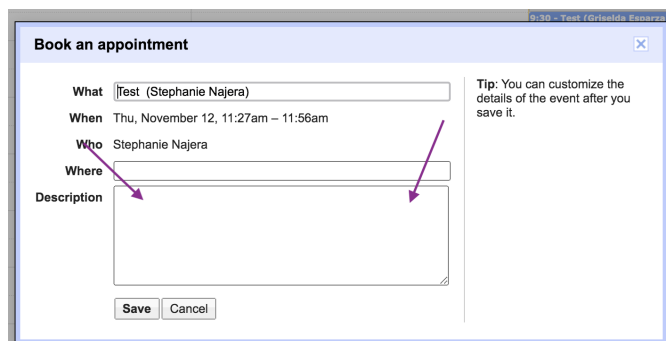 9:30 - Test (Griselda Esparza
Book an appointment
What Test (Stephanie Najera)
When Thu, November 12, 11:27am – 11:56am
Who Stephanie Najera
Where
Description
Save Cancel
Tip: You can customize the
details of the event after you
save it.